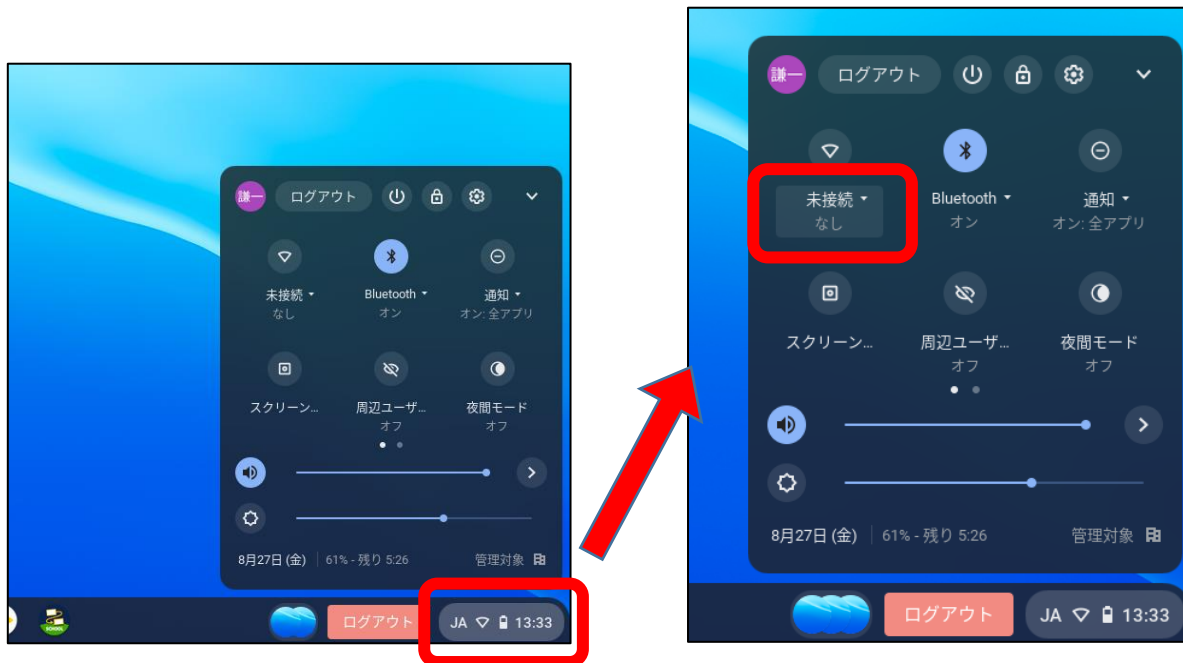 謙一 ログアウト
未接続 Bluetooth 通知
なし オン オン: 全アプリ
スクリーン... 周辺ユーザ... 夜間モード
オフ オフ
8月27日 (金) 61% - 残り 5:26 管理対象
SCHOOL ログアウト JA 13:33
謙一 ログアウト
未接続 Bluetooth 通知
なし オン オン: 全アプリ
スクリーン... 周辺ユーザ... 夜間モード
オフ オフ
8月27日 (金) 61% - 残り 5:26 管理対象
ログアウト JA 13:33